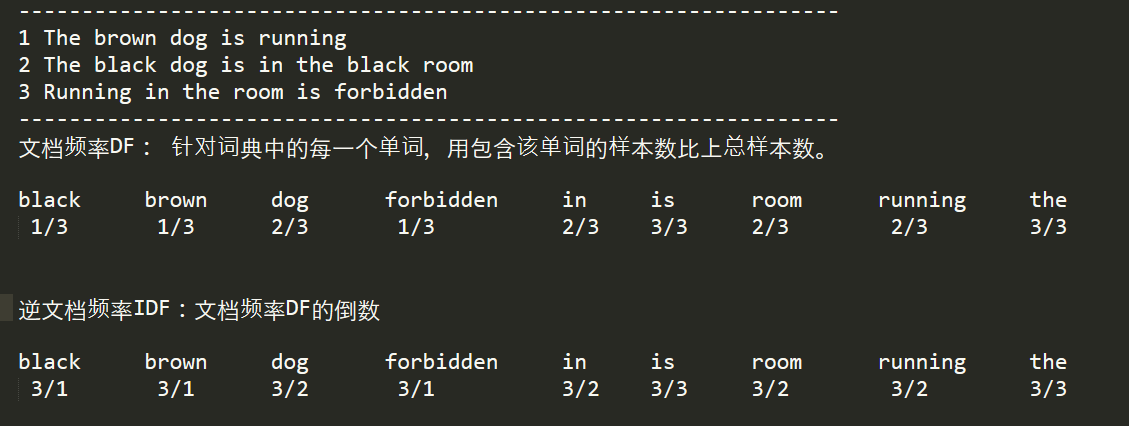 -----------------------------------------------------------------
1 The brown dog is running
2 The black dog is in the black room
3 Running in the room is forbidden
-----------------------------------------------------------------
文档频率DF： 针对词典中的每一个单词，用包含该单词的样本数比上总样本数。
black brown dog forbidden in is room running the
1/3 1/3 2/3 1/3 2/3 3/3 2/3 2/3 3/3
逆文档频率IDF：文档频率DF的倒数
black brown dog forbidden in is room running the
3/1 3/1 3/2 3/1 3/2 3/3 3/2 3/2 3/3